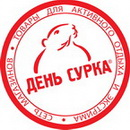 ТОВАРЫ ДЛЯ АКТИВНОГО ОТДЫХА И ЭКСТРИМА
ДЕНЬ СУРКА®
СЕТЬ МАГАЗИНОВ